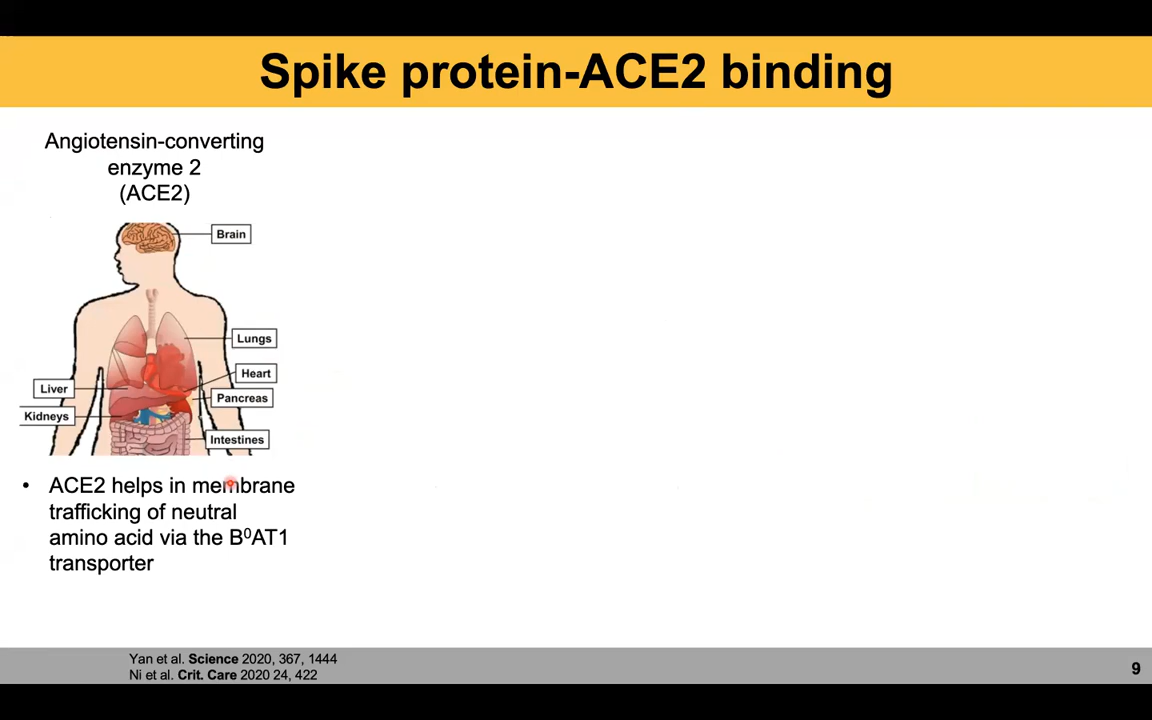 Spike protein-ACE2 binding
Angiotensin-converting
enzyme 2
(ACE2)
Brain
Lungs
Heart
Liver
Pancreas
Kidneys
Intestines
• ACE2 helps in membrane
trafficking of neutral
amino acid via the B⁰AT1
transporter
Yan et al. Science 2020, 367, 1444
Ni et al. Crit. Care 2020 24, 422
9